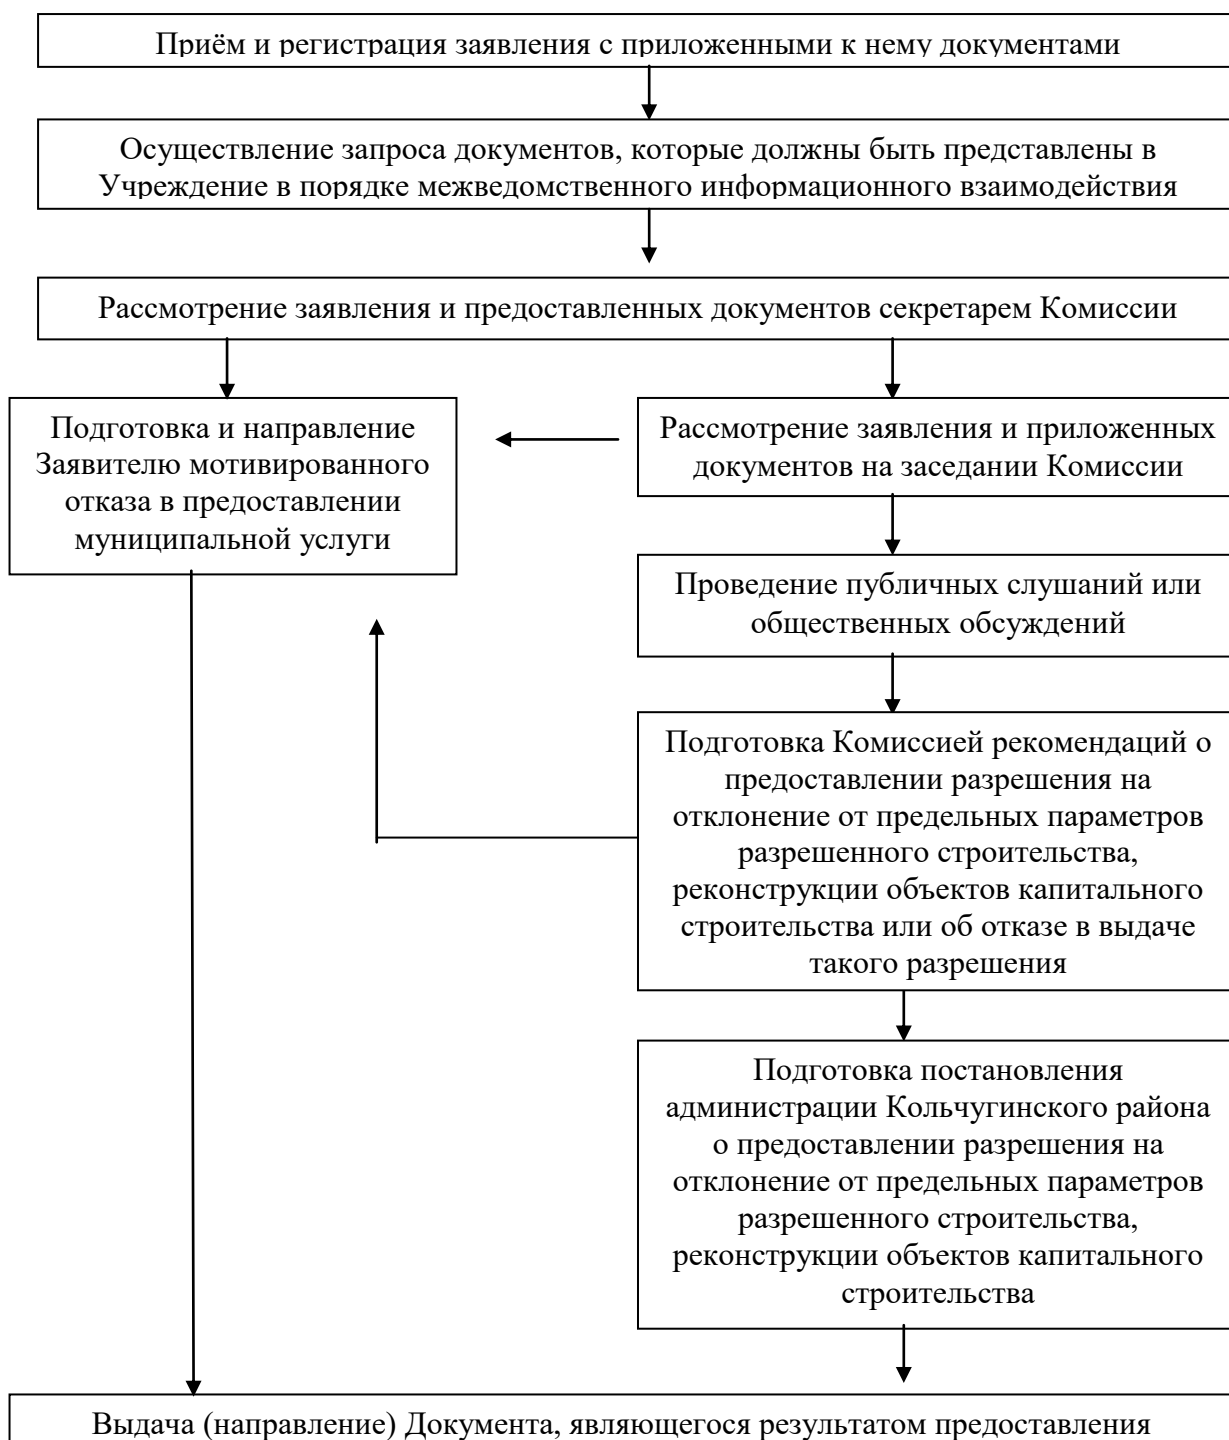 Приём и регистрация заявления с приложенными к нему документами
Осуществление запроса документов, которые должны быть представлены в
Учреждение в порядке межведомственного информационного взаимодействия
Рассмотрение заявления и предоставленных документов секретарем Комиссии
Подготовка и направление
Заявителю мотивированного
отказа в предоставлении
муниципальной услуги
Рассмотрение заявления и приложенных
документов на заседании Комиссии
Проведение публичных слушаний или
общественных обсуждений
Подготовка Комиссией рекомендаций о
предоставлении разрешения на
отклонение от предельных параметров
разрешенного строительства,
реконструкции объектов капитального
строительства или об отказе в выдаче
такого разрешения
Подготовка постановления
администрации Кольчугинского района
о предоставлении разрешения на
отклонение от предельных параметров
разрешенного строительства,
реконструкции объектов капитального
строительства
Выдача (направление) Документа, являющегося результатом предоставления